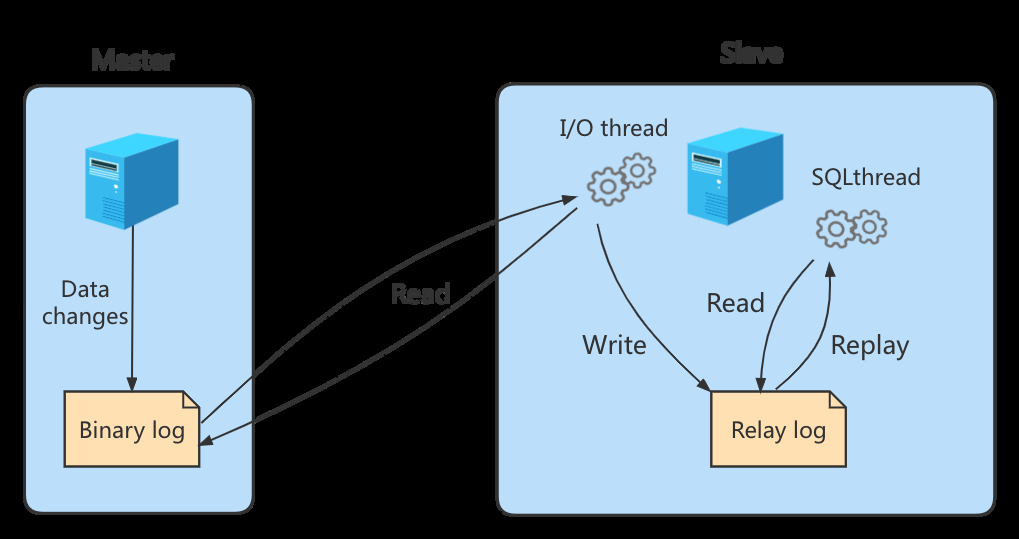 Master
Slave
I/O thread
SQLthread
Data
changes
Read
Read
Write
Replay
Binary log
Relay log